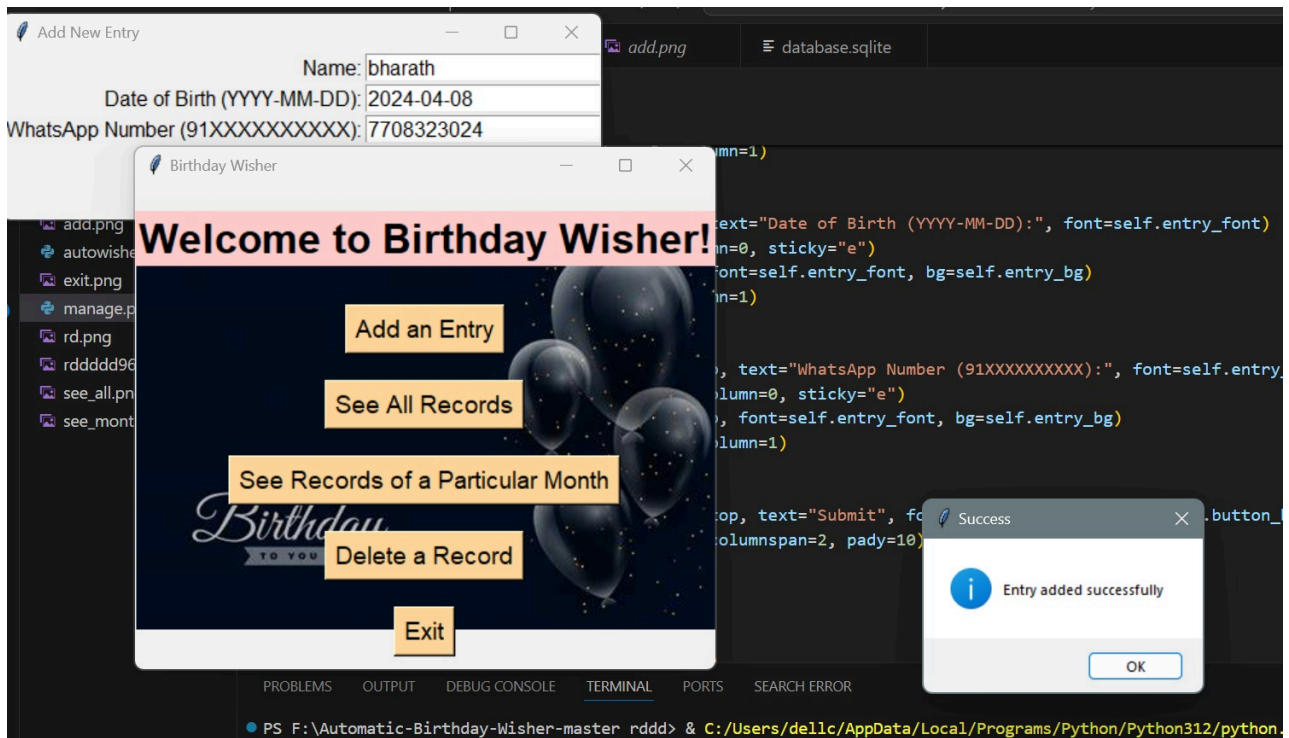 Add New Entry
Name: bharath
Date of Birth (YYYY-MM-DD): 2024-04-08
WhatsApp Number (91XXXXXXXXXX): 7708323024
add.png
database.sqlite
Birthday Wisher
Welcome to Birthday Wisher!
Add an Entry
See All Records
See Records of a Particular Month
Birthday
TO YOU
Delete a Record
Exit
add.png
autowishe
exit.png
manage.p
rd.png
rddddd96
see_all.pn
see_mont
mn=1)
text="Date of Birth (YYYY-MM-DD):", font=self.entry_font)
n=0, sticky="e")
font=self.entry_font, bg=self.entry_bg)
n=1)
, text="WhatsApp Number (91XXXXXXXXXX):", font=self.entry_
lumn=0, sticky="e")
, font=self.entry_font, bg=self.entry_bg)
lumn=1)
top, text="Submit", fo
.button_
columnspan=2, pady=10)
Success
Entry added successfully
OK
PROBLEMS OUTPUT DEBUG CONSOLE TERMINAL PORTS SEARCH ERROR
PS F:\Automatic-Birthday-Wisher-master rddd> & C:/Users/dellc/AppData/Local/Programs/Python/Python312/python.